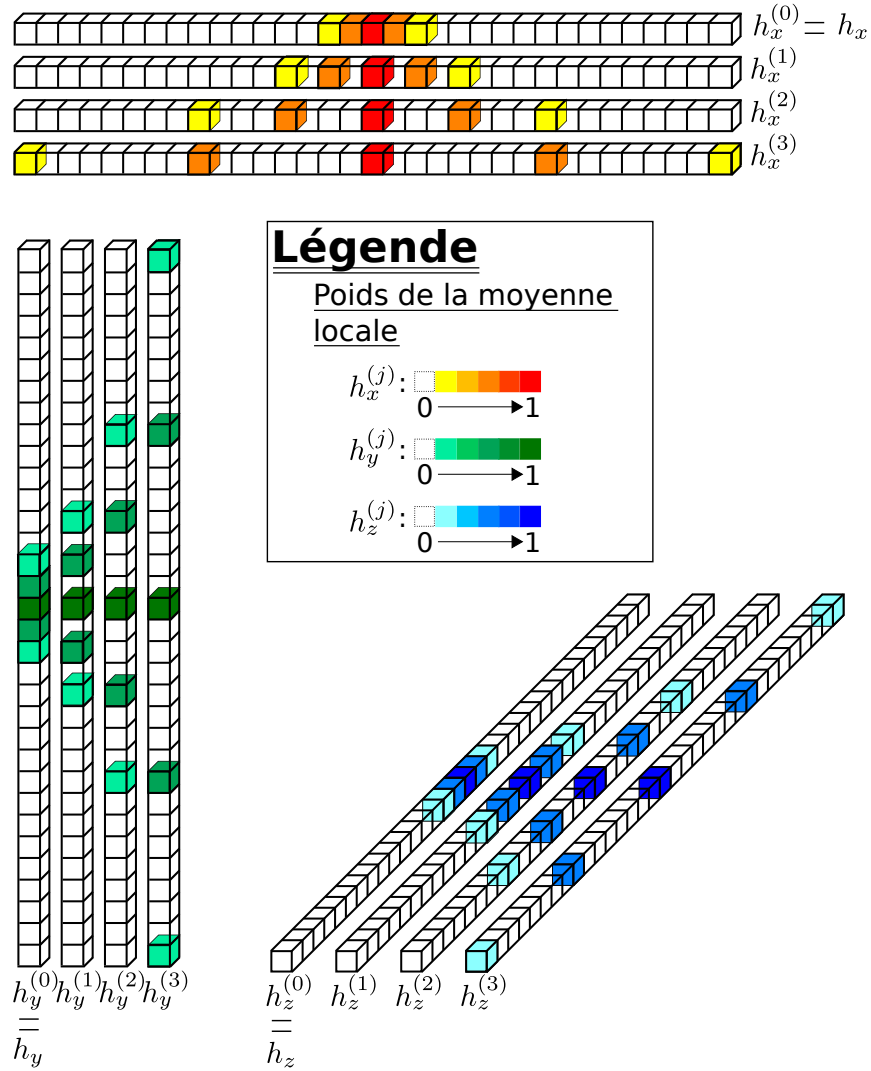 h_x^(0) = h_x
h_x^(1)
h_x^(2)
h_x^(3)
Légende
Poids de la moyenne
locale
h_x^(j):
0 1
h_y^(j):
0 1
h_z^(j):
0 1
h_y^(0) h_y^(1) h_y^(2) h_y^(3)
=
h_y
h_z^(0) h_z^(1) h_z^(2) h_z^(3)
=
h_z